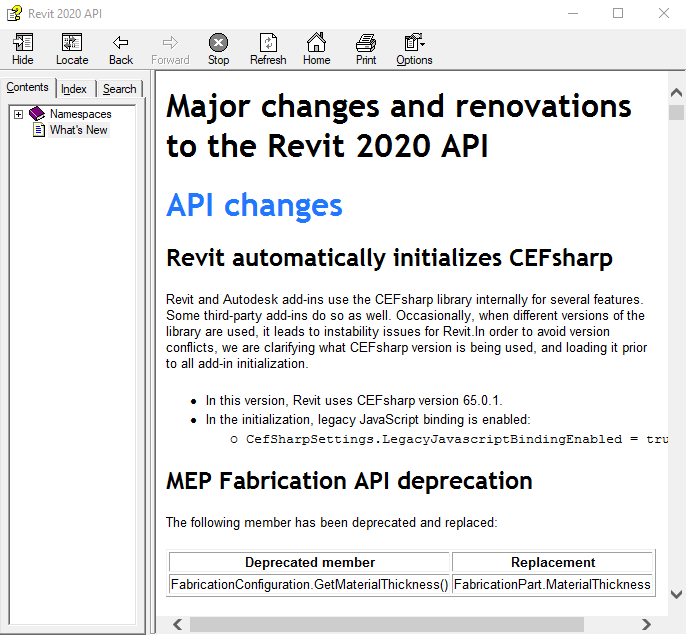 Revit 2020 API
Hide Locate Back Forward Stop Refresh Home Print Options
Contents Index Search
Namespaces
What's New
Major changes and renovations
to the Revit 2020 API
API changes
Revit automatically initializes CEFsharp
Revit and Autodesk add-ins use the CEFsharp library internally for several features.
Some third-party add-ins do so as well. Occasionally, when different versions of the
library are used, it leads to instability issues for Revit.In order to avoid version
conflicts, we are clarifying what CEFsharp version is being used, and loading it prior
to all add-in initialization.
• In this version, Revit uses CEFsharp version 65.0.1.
• In the initialization, legacy JavaScript binding is enabled:
○ CefSharpSettings.LegacyJavascriptBindingEnabled = tru
MEP Fabrication API deprecation
The following member has been deprecated and replaced:
Deprecated member Replacement
FabricationConfiguration.GetMaterialThickness() FabricationPart.MaterialThickness